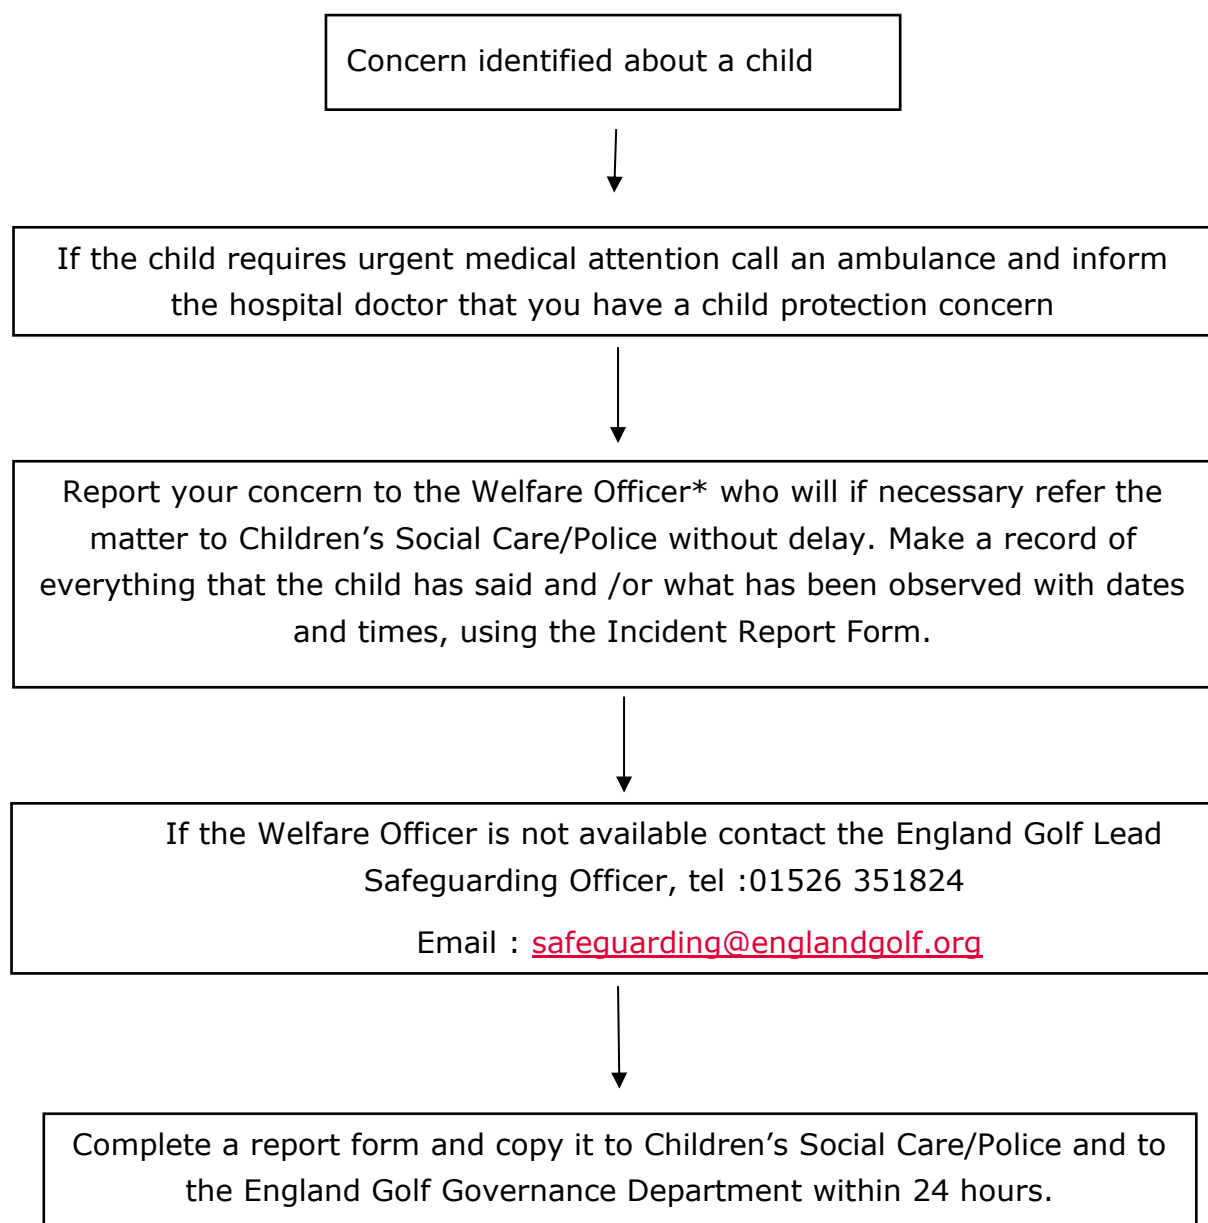 Concern identified about a child
If the child requires urgent medical attention call an ambulance and inform
the hospital doctor that you have a child protection concern
Report your concern to the Welfare Officer* who will if necessary refer the
matter to Children’s Social Care/Police without delay. Make a record of
everything that the child has said and /or what has been observed with dates
and times, using the Incident Report Form.
If the Welfare Officer is not available contact the England Golf Lead
Safeguarding Officer, tel :01526 351824
Email : safeguarding@englandgolf.org
Complete a report form and copy it to Children’s Social Care/Police and to
the England Golf Governance Department within 24 hours.